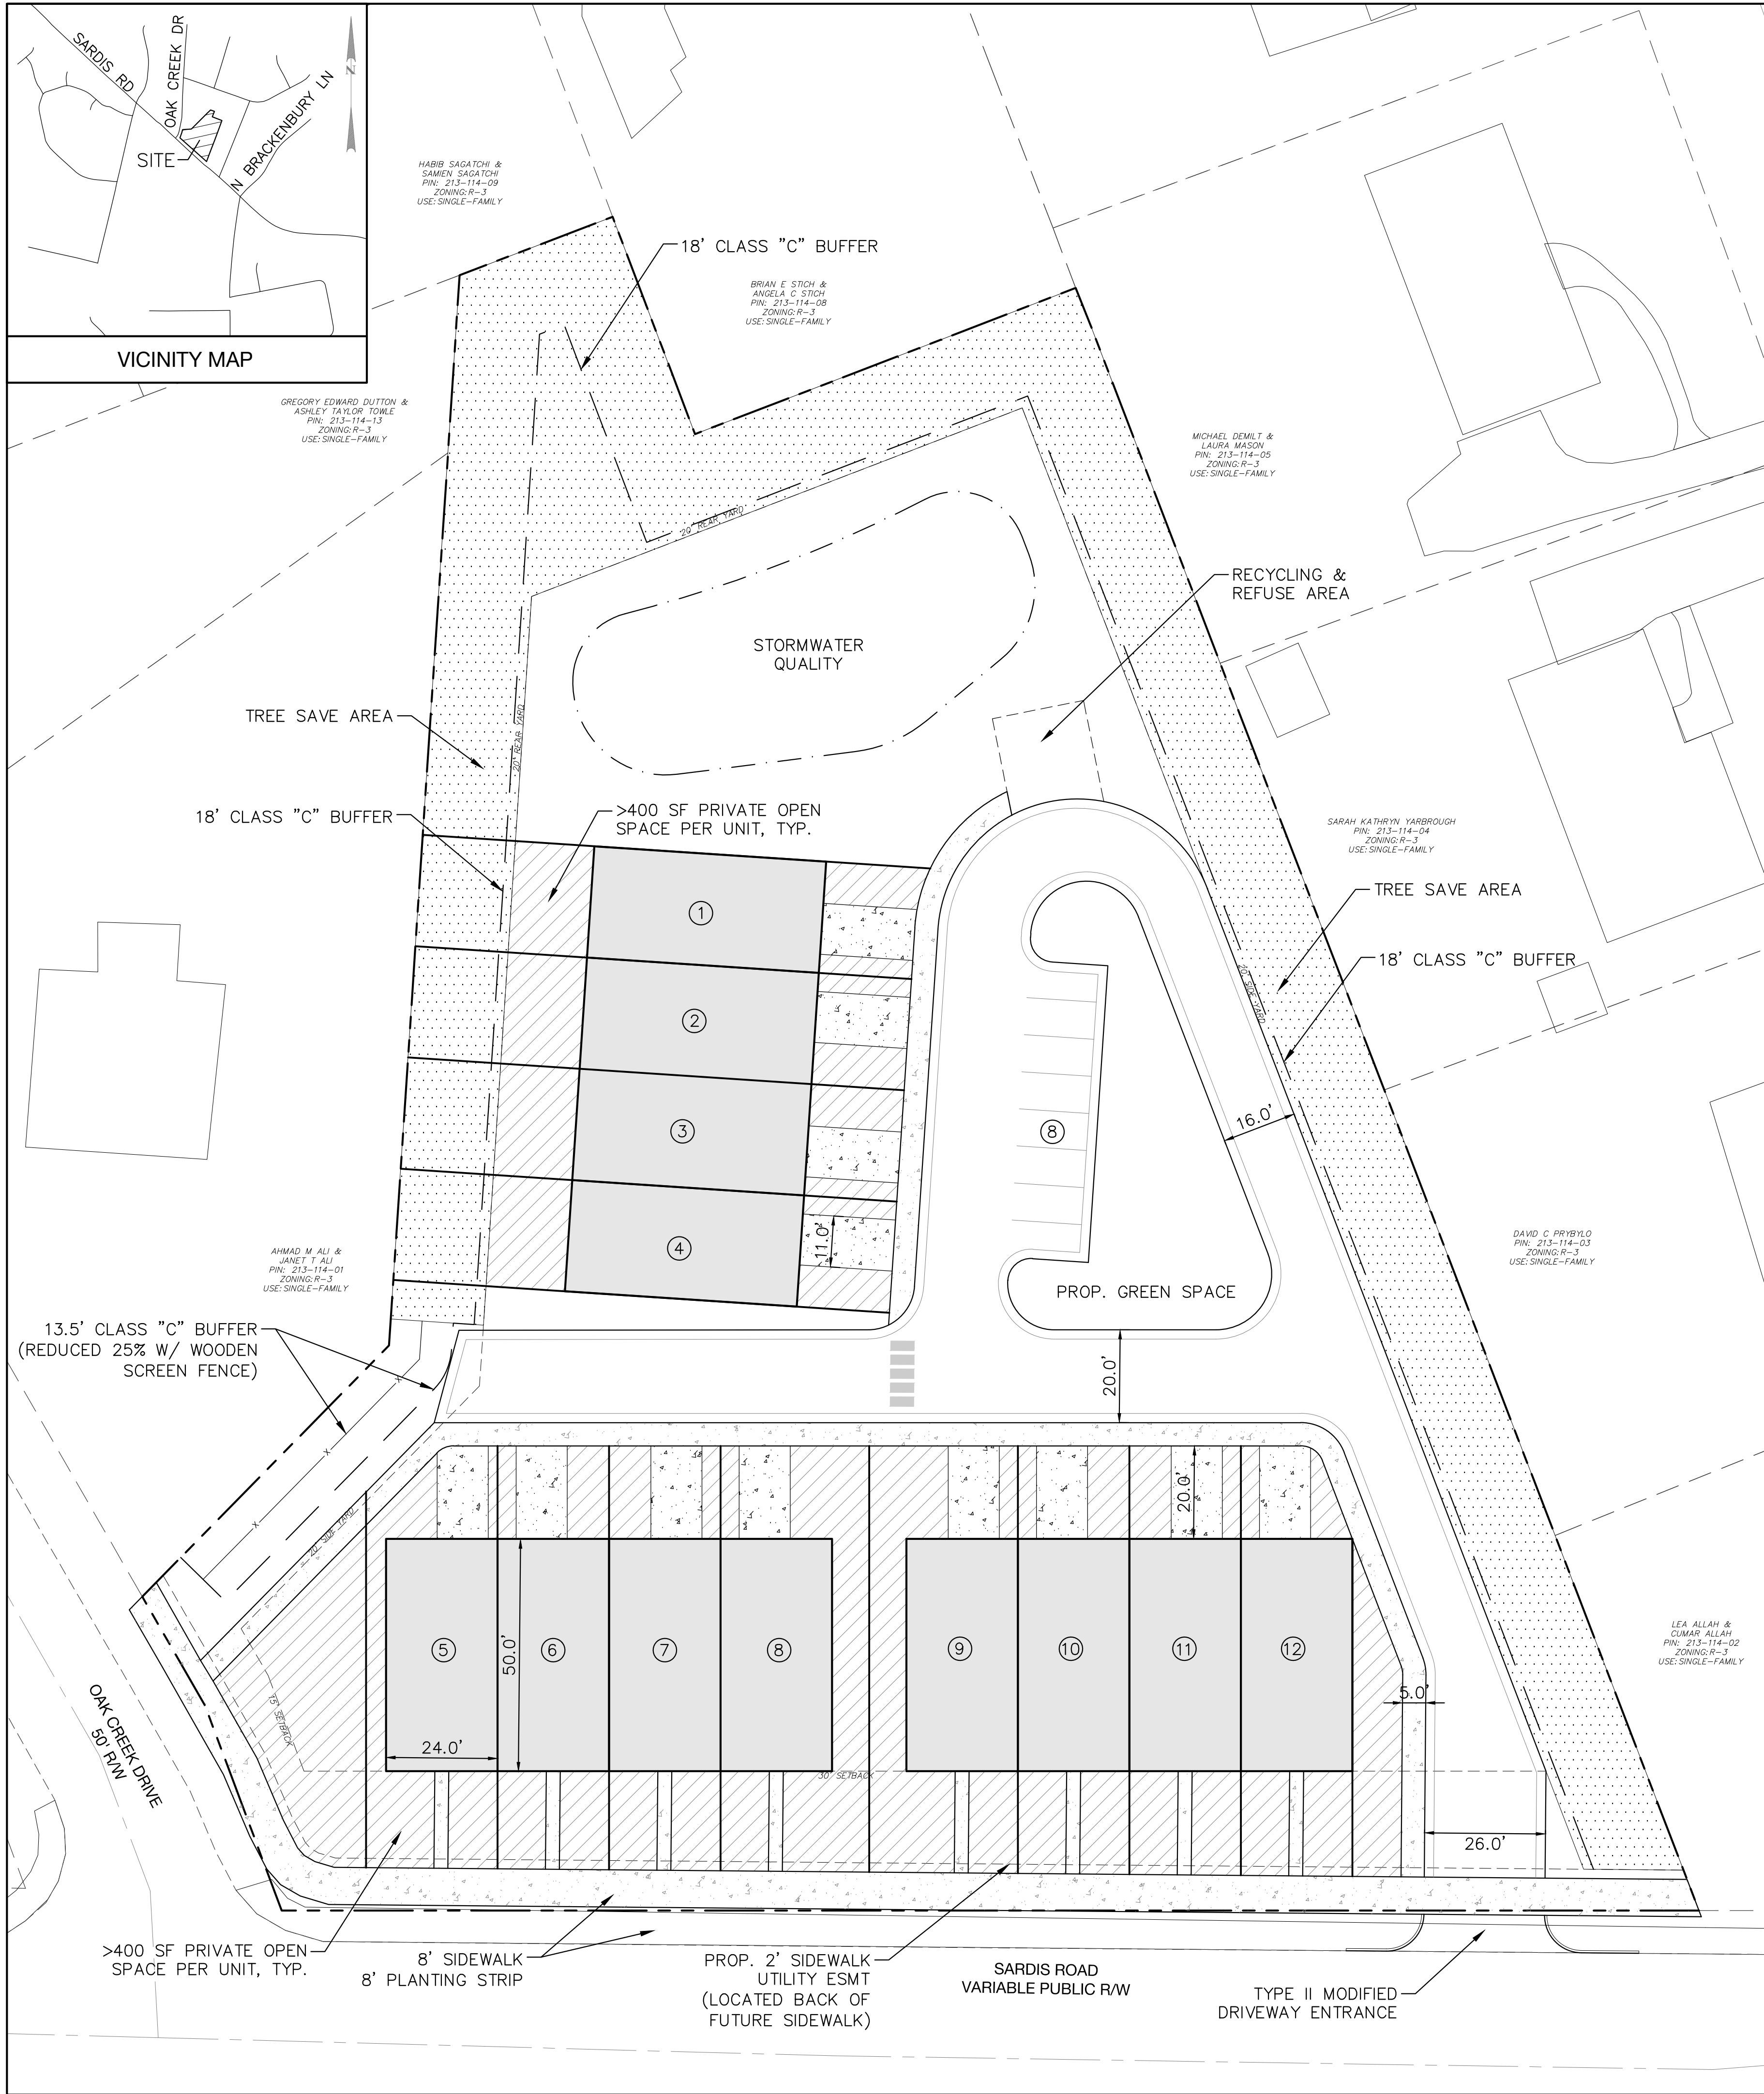 SARDIS RD
OAK CREEK DR
N BRACKENBURY LN
N
SITE
VICINITY MAP
HABIB SAGATCHI &
SAMIEN SAGATCHI
PIN: 213-114-09
ZONING: R-3
USE: SINGLE-FAMILY
18' CLASS "C" BUFFER
BRIAN E STICH &
ANGELA C STICH
PIN: 213-114-08
ZONING: R-3
USE: SINGLE-FAMILY
GREGORY EDWARD DUTTON &
ASHLEY TAYLOR TOWLE
PIN: 213-114-13
ZONING: R-3
USE: SINGLE-FAMILY
MICHAEL DEMILT &
LAURA MASON
PIN: 213-114-05
ZONING: R-3
USE: SINGLE-FAMILY
20' REAR YARD
RECYCLING &
REFUSE AREA
STORMWATER
QUALITY
TREE SAVE AREA
20' REAR YARD
18' CLASS "C" BUFFER
>400 SF PRIVATE OPEN
SPACE PER UNIT, TYP.
SARAH KATHRYN YARBROUGH
PIN: 213-114-04
ZONING: R-3
USE: SINGLE-FAMILY
TREE SAVE AREA
18' CLASS "C" BUFFER
20' SIDE YARD
1
2
3
4
8
16.0'
11.0'
PROP. GREEN SPACE
DAVID C PRYBYLO
PIN: 213-114-03
ZONING: R-3
USE: SINGLE-FAMILY
AHMAD M ALI &
JANET T ALI
PIN: 213-114-01
ZONING: R-3
USE: SINGLE-FAMILY
13.5' CLASS "C" BUFFER
(REDUCED 25% W/ WOODEN
SCREEN FENCE)
X
X
X
20.0'
20' SIDE YARD
20.0'
5
6
7
8
9
10
11
12
50.0'
24.0'
15' SETBACK
30' SETBACK
5.0'
26.0'
LEA ALLAH &
CUMAR ALLAH
PIN: 213-114-02
ZONING: R-3
USE: SINGLE-FAMILY
OAK CREEK DRIVE
50' R/W
>400 SF PRIVATE OPEN
SPACE PER UNIT, TYP.
8' SIDEWALK
8' PLANTING STRIP
PROP. 2' SIDEWALK
UTILITY ESMT
(LOCATED BACK OF
FUTURE SIDEWALK)
SARDIS ROAD
VARIABLE PUBLIC R/W
TYPE II MODIFIED
DRIVEWAY ENTRANCE